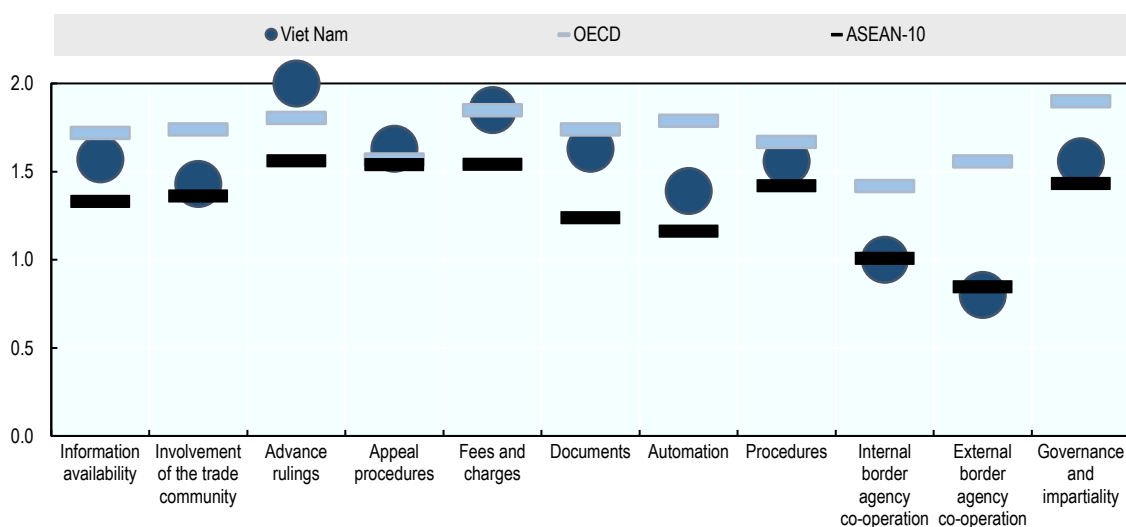 Viet Nam
OECD
ASEAN-10
2.0
1.5
1.0
0.5
0.0
Information
availability
Involvement
of the trade
community
Advance
rulings
Appeal
procedures
Fees and
charges
Documents
Automation
Procedures
Internal
border
agency
co-operation
External
border
agency
co-operation
Governance
and
impartiality